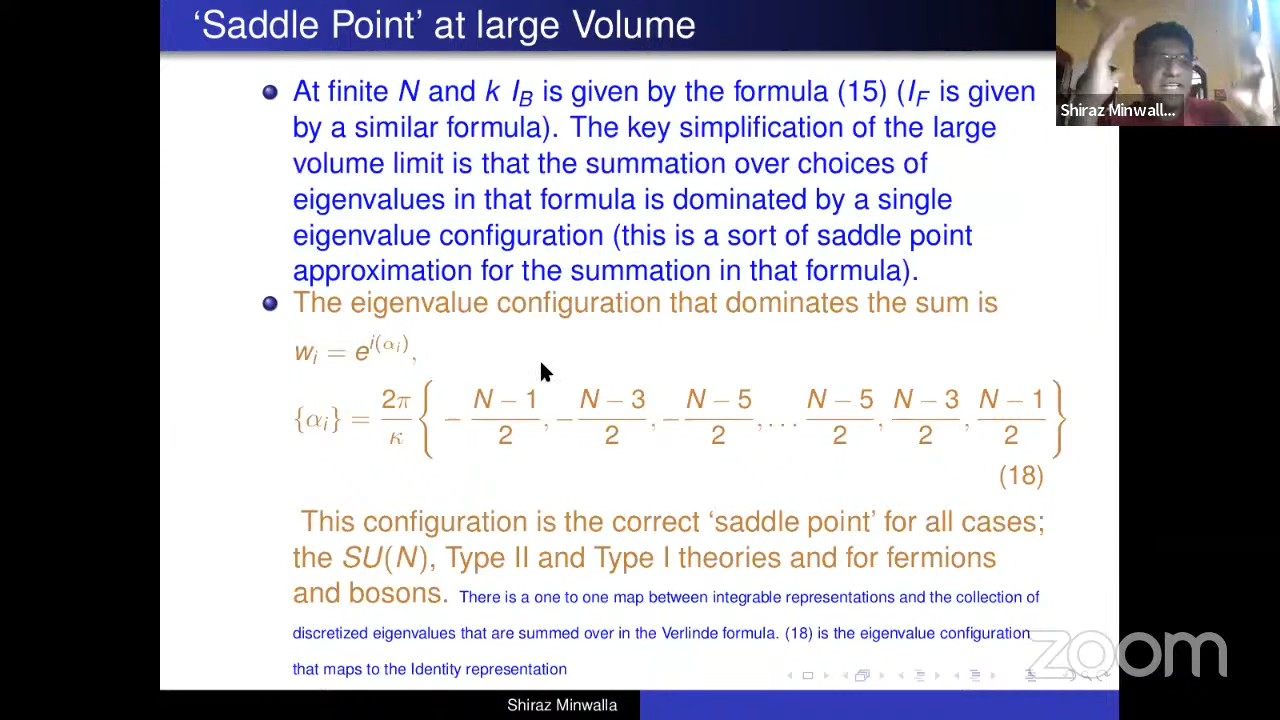 'Saddle Point' at large Volume
At finite N and k I_B is given by the formula (15) (I_F is given
by a similar formula). The key simplification of the large
volume limit is that the summation over choices of
eigenvalues in that formula is dominated by a single
eigenvalue configuration (this is a sort of saddle point
approximation for the summation in that formula).
The eigenvalue configuration that dominates the sum is
w_i = e^{i(α_i)},
{α_i} = \frac{2π}{κ} { - \frac{N − 1}{2}, - \frac{N − 3}{2}, - \frac{N − 5}{2}, ... \frac{N − 5}{2}, \frac{N − 3}{2}, \frac{N − 1}{2} }
(18)
This configuration is the correct 'saddle point' for all cases;
the SU(N), Type II and Type I theories and for fermions
and bosons. There is a one to one map between integrable representations and the collection of
discretized eigenvalues that are summed over in the Verlinde formula. (18) is the eigenvalue configuration
that maps to the Identity representation
Shiraz Minwalla
Shiraz Minwall...
zoom